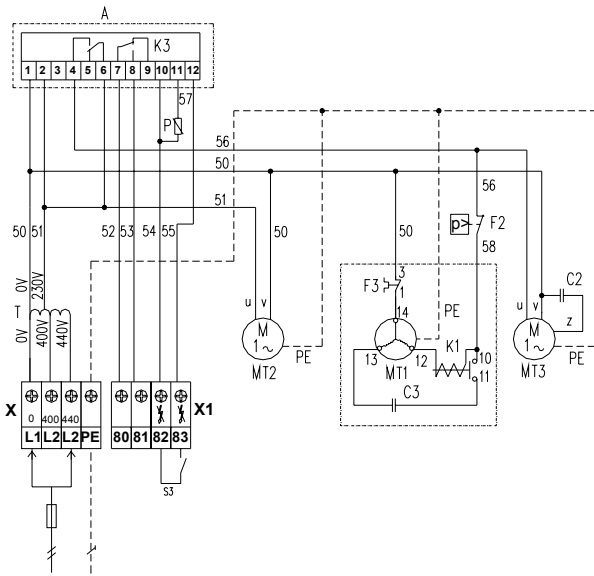 A
K3
1 2 3 4 5 6 7 8 9 10 11 12
57
P
56
50
56
51
50 51 52 53 54 55 50 50
p> F2
58
0V 230V
F3 3
1
C2
T
14
u v
u v
0V 400V 440V
PE
z
M
1~
M
1~
13 12
K1
10
PE
MT2
MT1
11
MT3
PE
C3
X
0 400 440
X1
L1 L2 L2 PE
80 81 82 83
S3